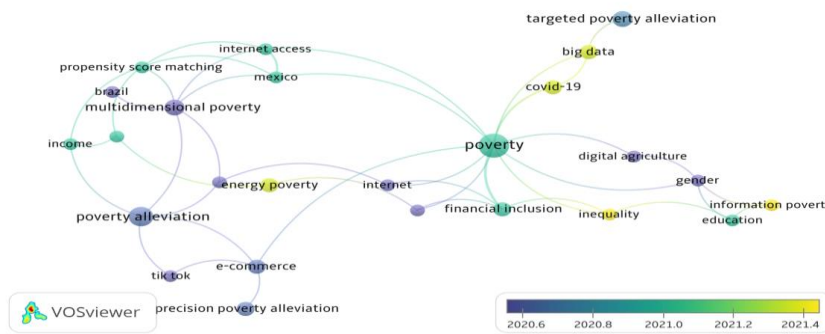 targeted poverty alleviation
big data
internet access
propensity score matching
mexico
covid-19
brazil
multidimensional poverty
income
poverty
digital agriculture
gender
energy poverty
internet
information povert
financial inclusion
inequality
education
poverty alleviation
e-commerce
tik tok
precision poverty alleviation
VOSviewer
2020.6 2020.8 2021.0 2021.2 2021.4